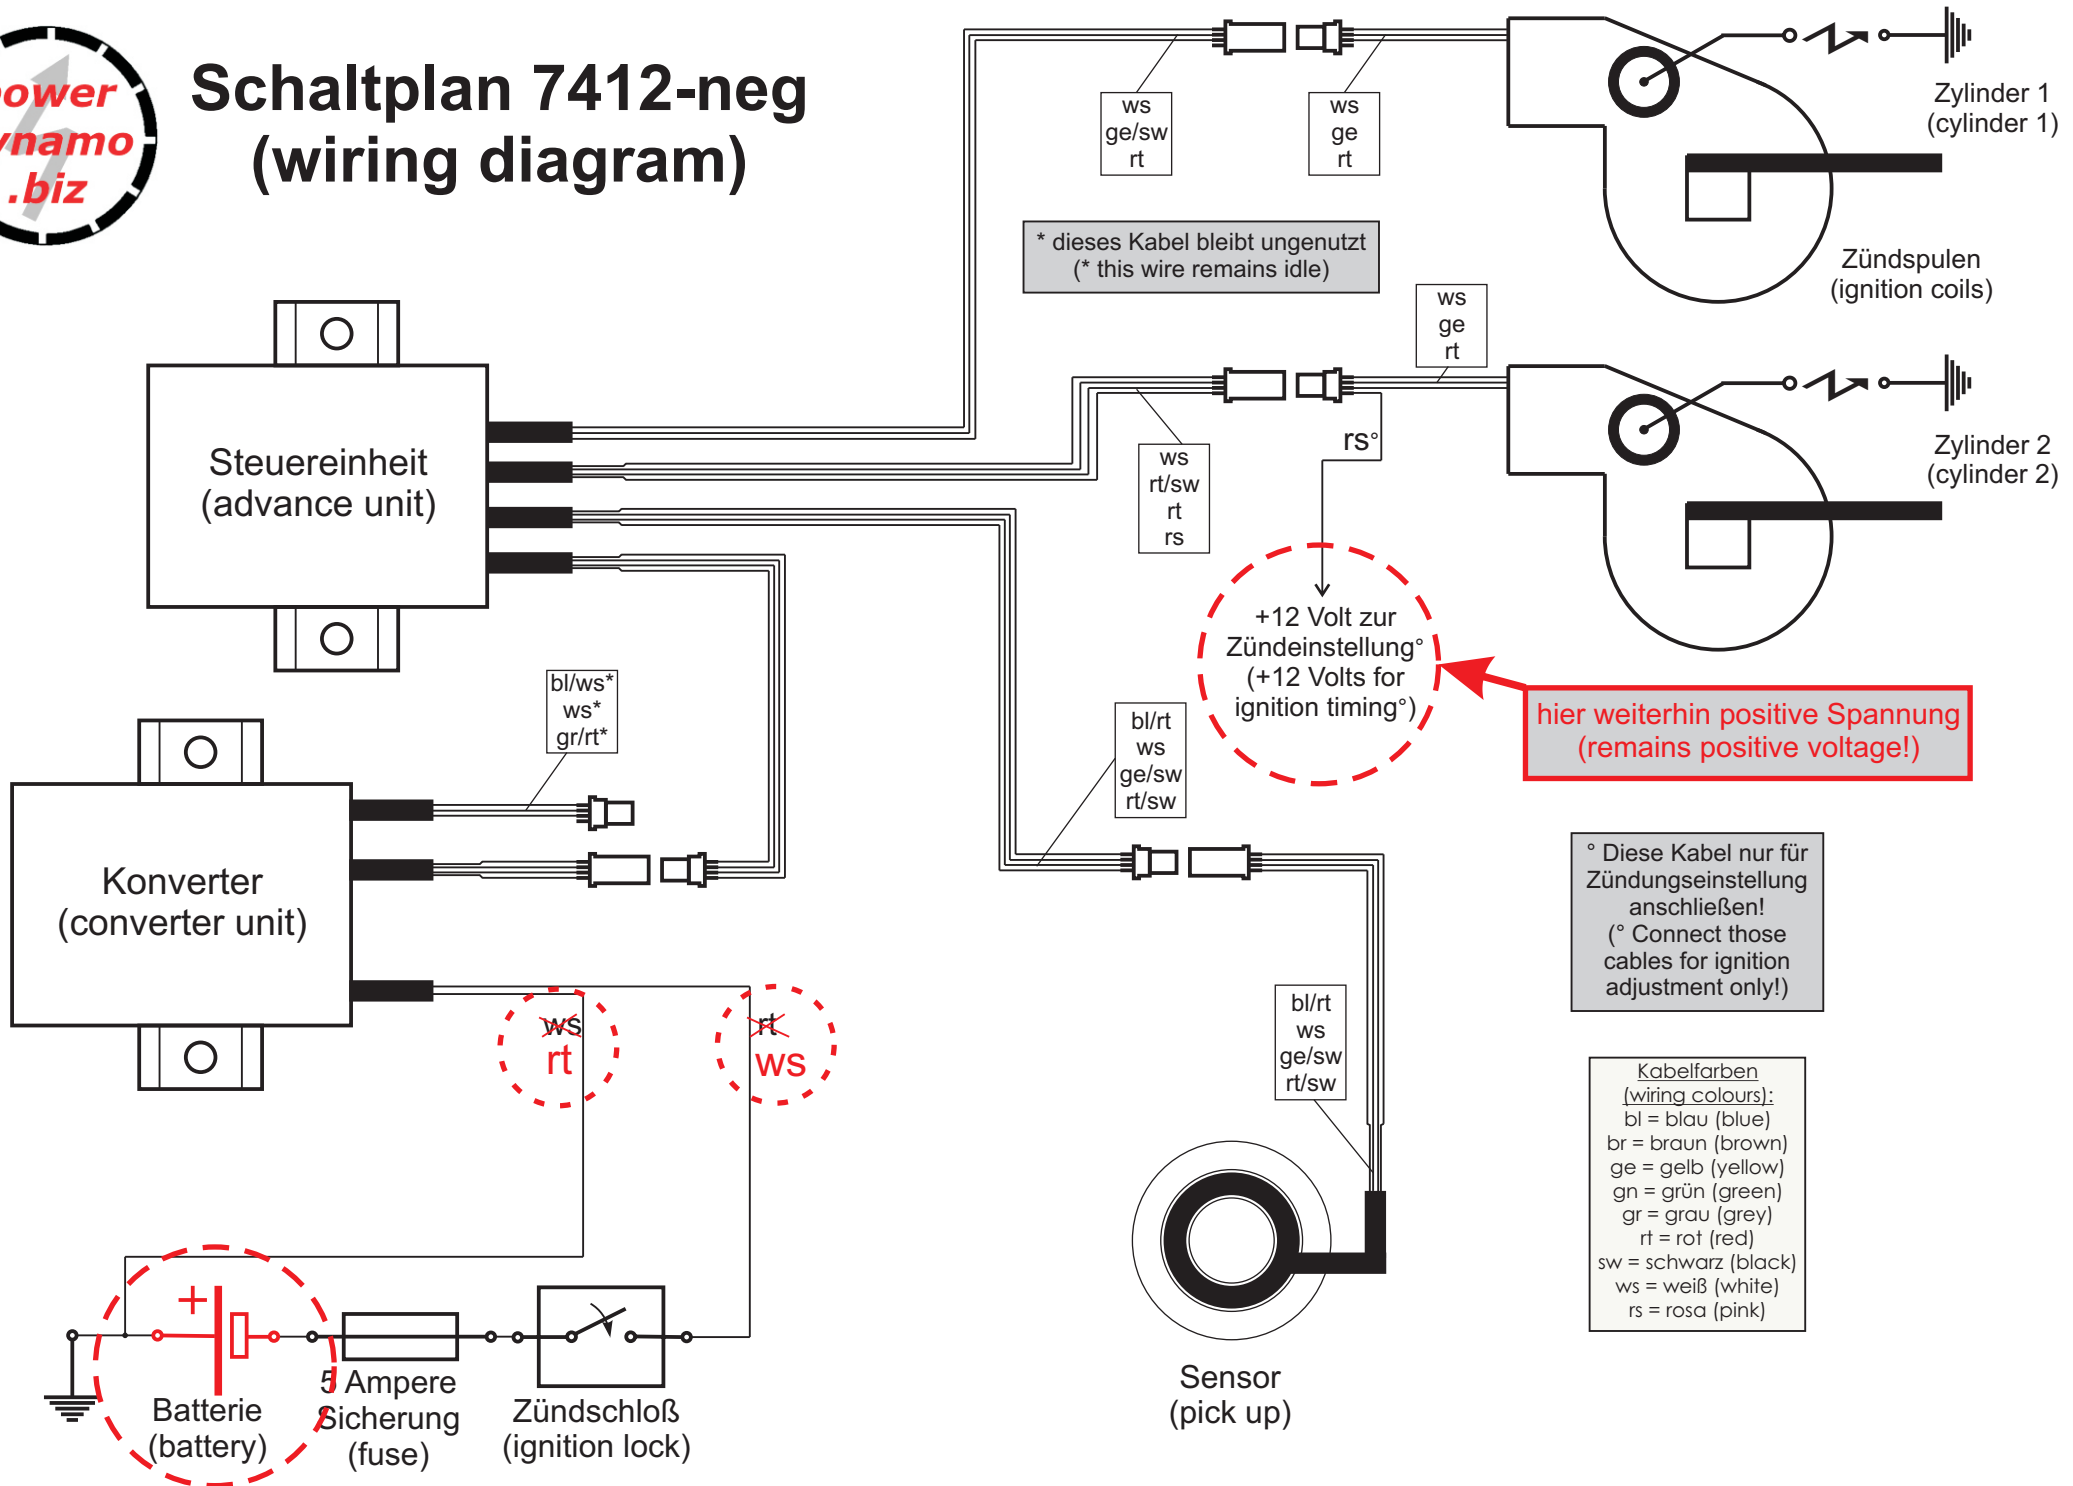 Schaltplan 7412-neg
(wiring diagram)
.biz
ws
ge/sw
rt
ws
ge
rt
Zylinder 1
(cylinder 1)
* dieses Kabel bleibt ungenutzt
(* this wire remains idle)
Zündspulen
(ignition coils)
ws
ge
rt
Steuereinheit
(advance unit)
ws
rt/sw
rt
rs
rs°
Zylinder 2
(cylinder 2)
+12 Volt zur
Zündeinstellung°
(+12 Volts for
ignition timing°)
hier weiterhin positive Spannung
(remains positive voltage!)
bl/ws*
ws*
gr/rt*
bl/rt
ws
ge/sw
rt/sw
Konverter
(converter unit)
° Diese Kabel nur für
Zündungseinstellung
anschließen!
(° Connect those
cables for ignition
adjustment only!)
ws
rt
rt
ws
bl/rt
ws
ge/sw
rt/sw
Kabelfarben
(wiring colours):
bl = blau (blue)
br = braun (brown)
ge = gelb (yellow)
gn = grün (green)
gr = grau (grey)
rt = rot (red)
sw = schwarz (black)
ws = weiß (white)
rs = rosa (pink)
+
Batterie
(battery)
5 Ampere
Sicherung
(fuse)
Zündschloß
(ignition lock)
Sensor
(pick up)